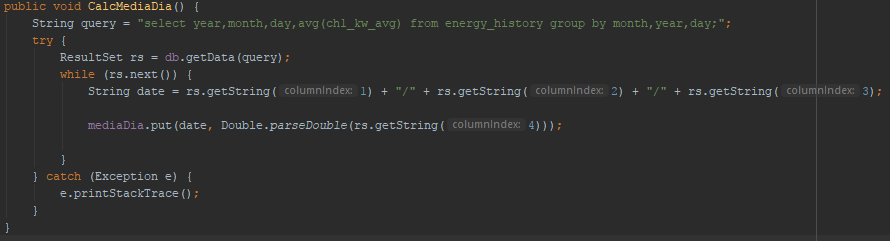 public void CalcMediaDia() {
String query = "select year,month,day,avg(chl_kw_avg) from energy_history group by month,year,day;";
try {
ResultSet rs = db.getData(query);
while (rs.next()) {
String date = rs.getString( columnIndex: 1) + "/" + rs.getString( columnIndex: 2) + "/" + rs.getString( columnIndex: 3);
mediaDia.put(date, Double.parseDouble(rs.getString( columnIndex: 4)));
}
} catch (Exception e) {
e.printStackTrace();
}
}